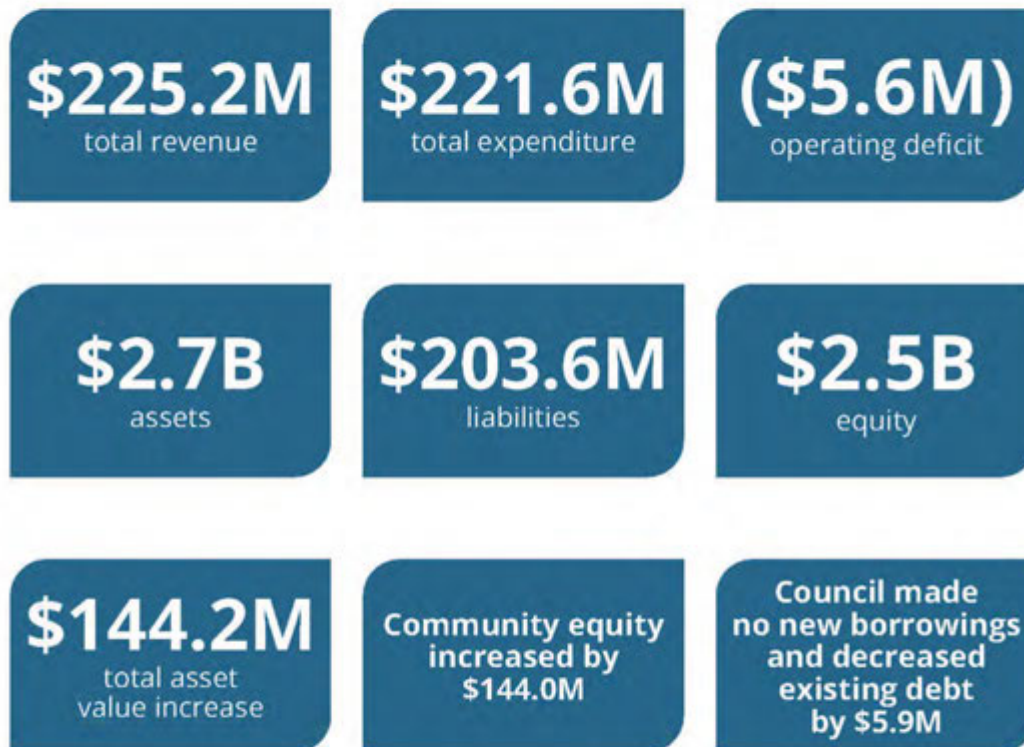 $225.2M
total revenue
$221.6M
total expenditure
($5.6M)
operating deficit
$2.7B
assets
$203.6M
liabilities
$2.5B
equity
$144.2M
total asset
value increase
Community equity
increased by
$144.0M
Council made
no new borrowings
and decreased
existing debt
by $5.9M